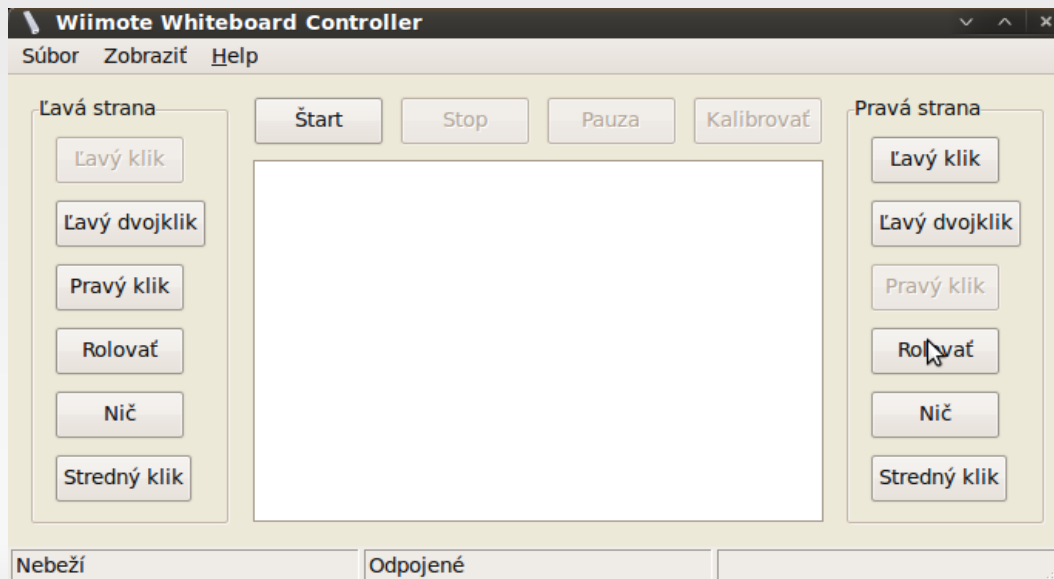 Wiimote Whiteboard Controller
Súbor Zobraziť Help
Ľavá strana
Ľavý klik
Ľavý dvojklik
Pravý klik
Rolovať
Nič
Stredný klik
Štart Stop Pauza Kalibrovať
Pravá strana
Ľavý klik
Ľavý dvojklik
Pravý klik
Rolovať
Nič
Stredný klik
Nebeží Odpojené